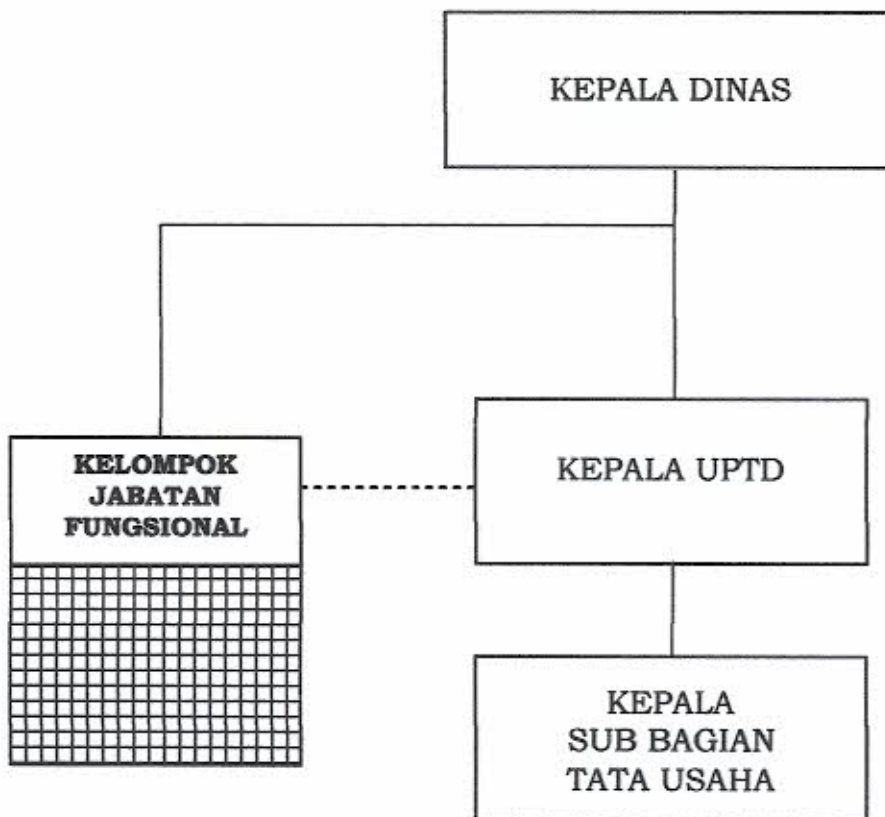 KEPALA DINAS
KELOMPOK
JABATAN
FUNGSIONAL
KEPALA UPTD
KEPALA
SUB BAGIAN
TATA USAHA